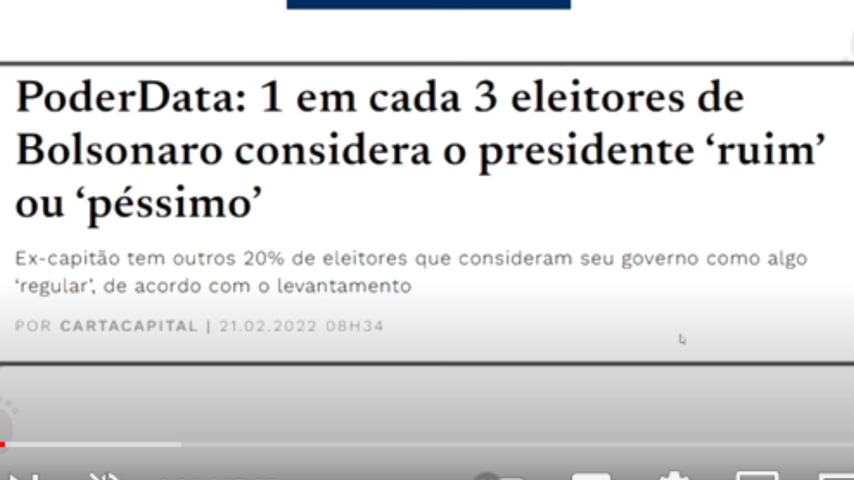 PoderData: 1 em cada 3 eleitores de
Bolsonaro considera o presidente ‘ruim’
ou ‘péssimo’
Ex-capitão tem outros 20% de eleitores que consideram seu governo como algo
‘regular’, de acordo com o levantamento
POR CARTACAPITAL | 21.02.2022 08H34